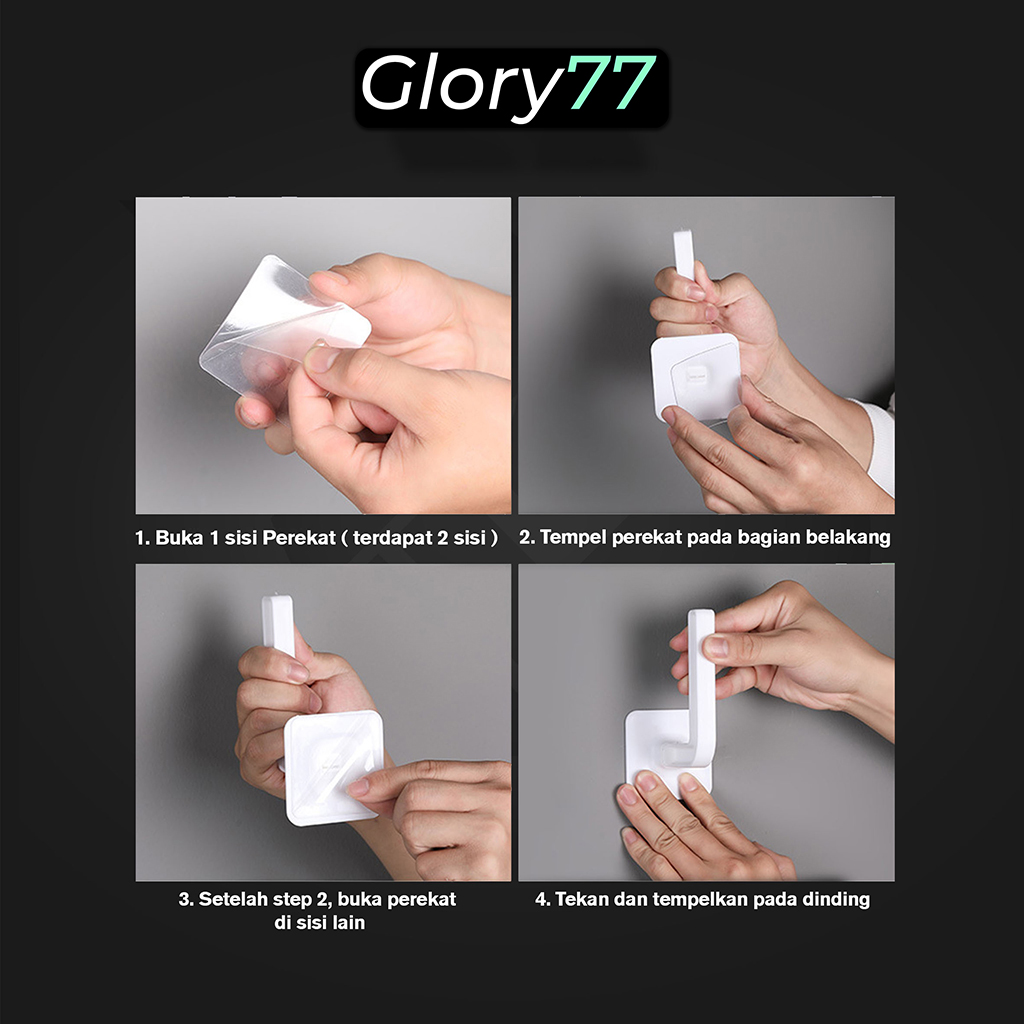 Glory77
1. Buka 1 sisi Perekat ( terdapat 2 sisi )
2. Tempel perekat pada bagian belakang
3. Setelah step 2, buka perekat
di sisi lain
4. Tekan dan tempelkan pada dinding